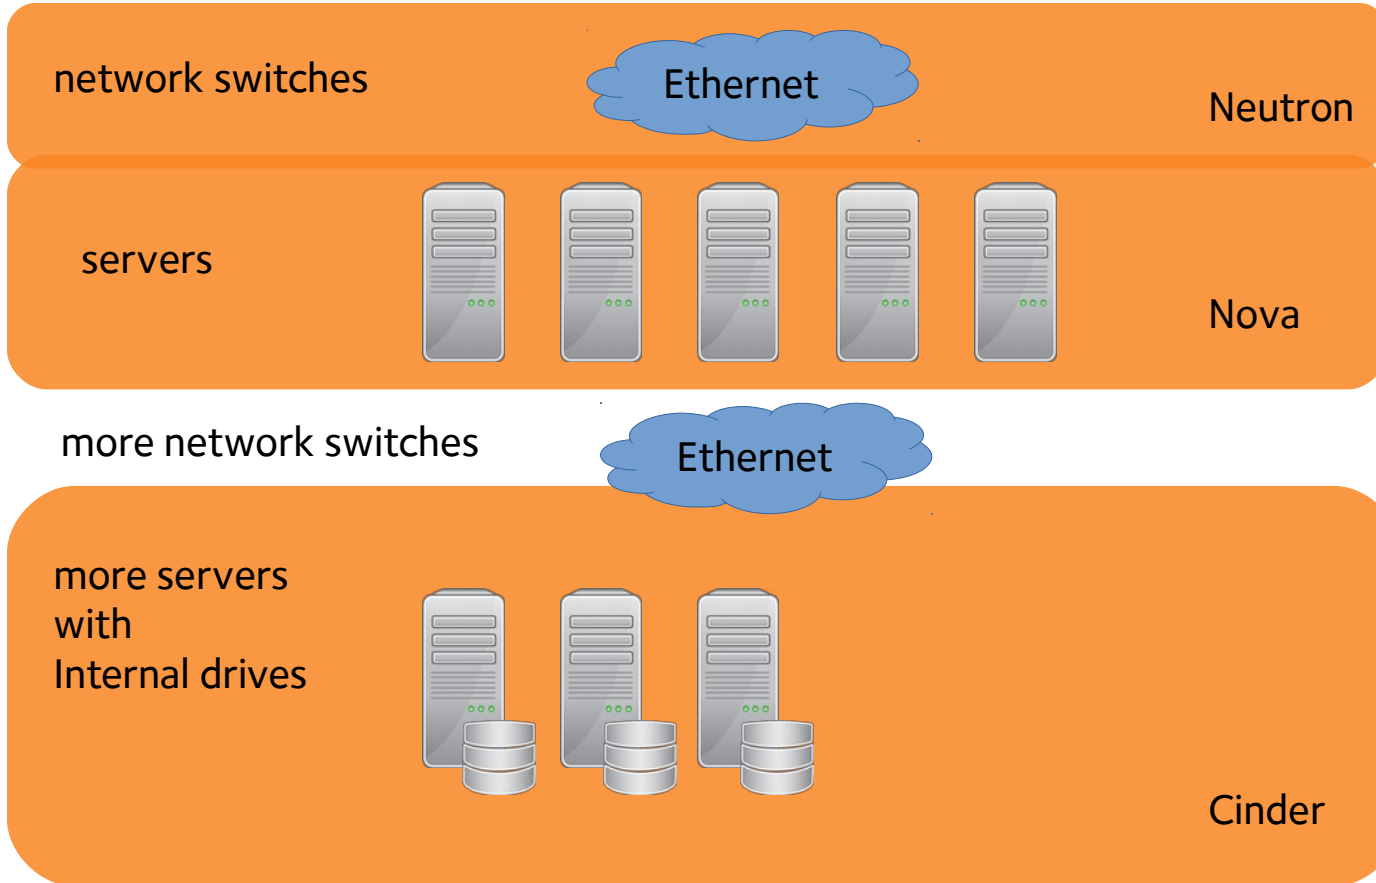 network switches
Ethernet
Neutron
servers
Nova
more network switches
Ethernet
more servers
with
Internal drives
Cinder